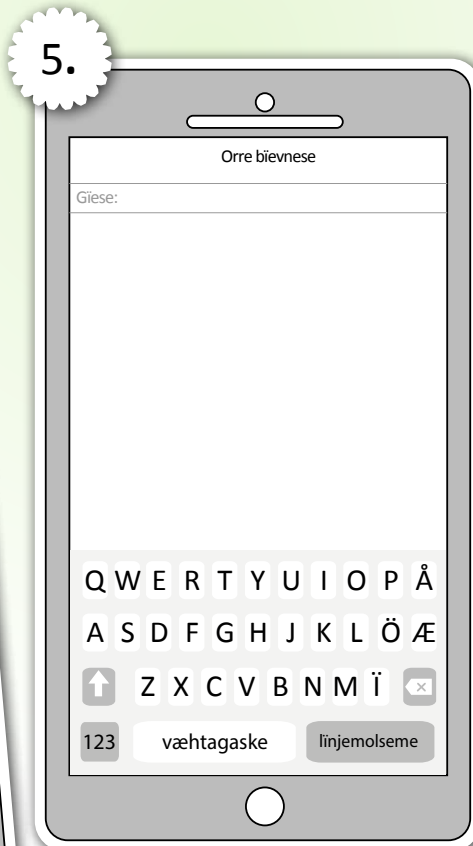 5.
Orre bïevnese
Gïese:
Q W E R T Y U I O P Å
A S D F G H J K L Ö Æ
Z X C V B N M Ï
123 væhtagaske lïnjemolseme